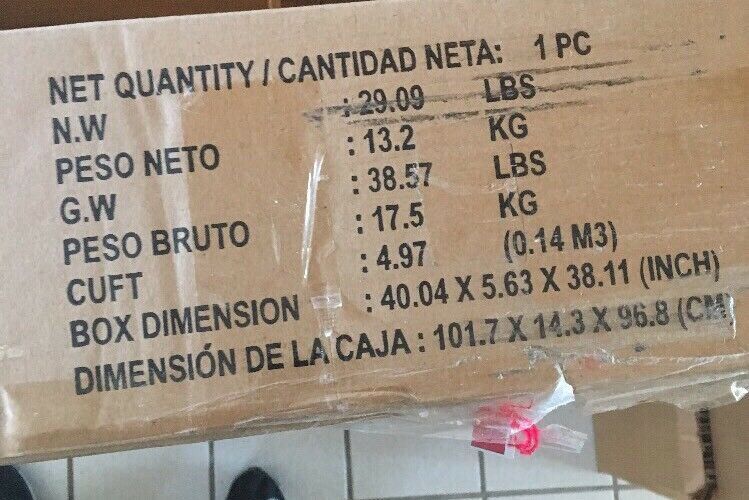 NET QUANTITY / CANTIDAD NETA: 1 PC
N.W : 29.09 LBS
PESO NETO : 13.2 KG
G.W : 38.57 LBS
PESO BRUTO : 17.5 KG
CUFT : 4.97 (0.14 M3)
BOX DIMENSION : 40.04 X 5.63 X 38.11 (INCH)
DIMENSIÓN DE LA CAJA : 101.7 X 14.3 X 96.8 (CM